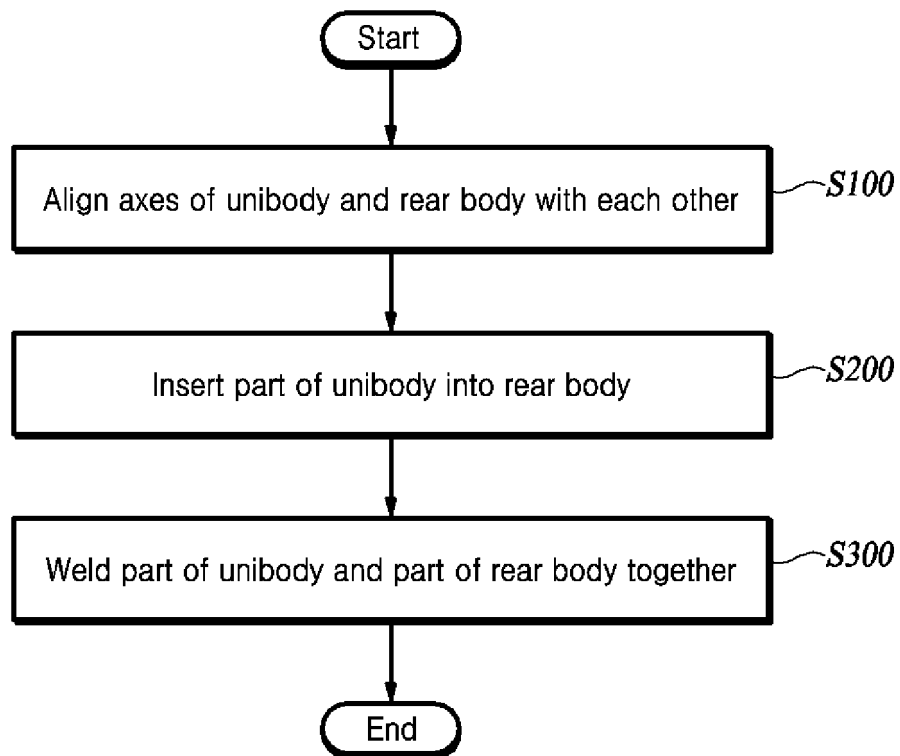 Start
Align axes of unibody and rear body with each other
S100
Insert part of unibody into rear body
S200
Weld part of unibody and part of rear body together
S300
End